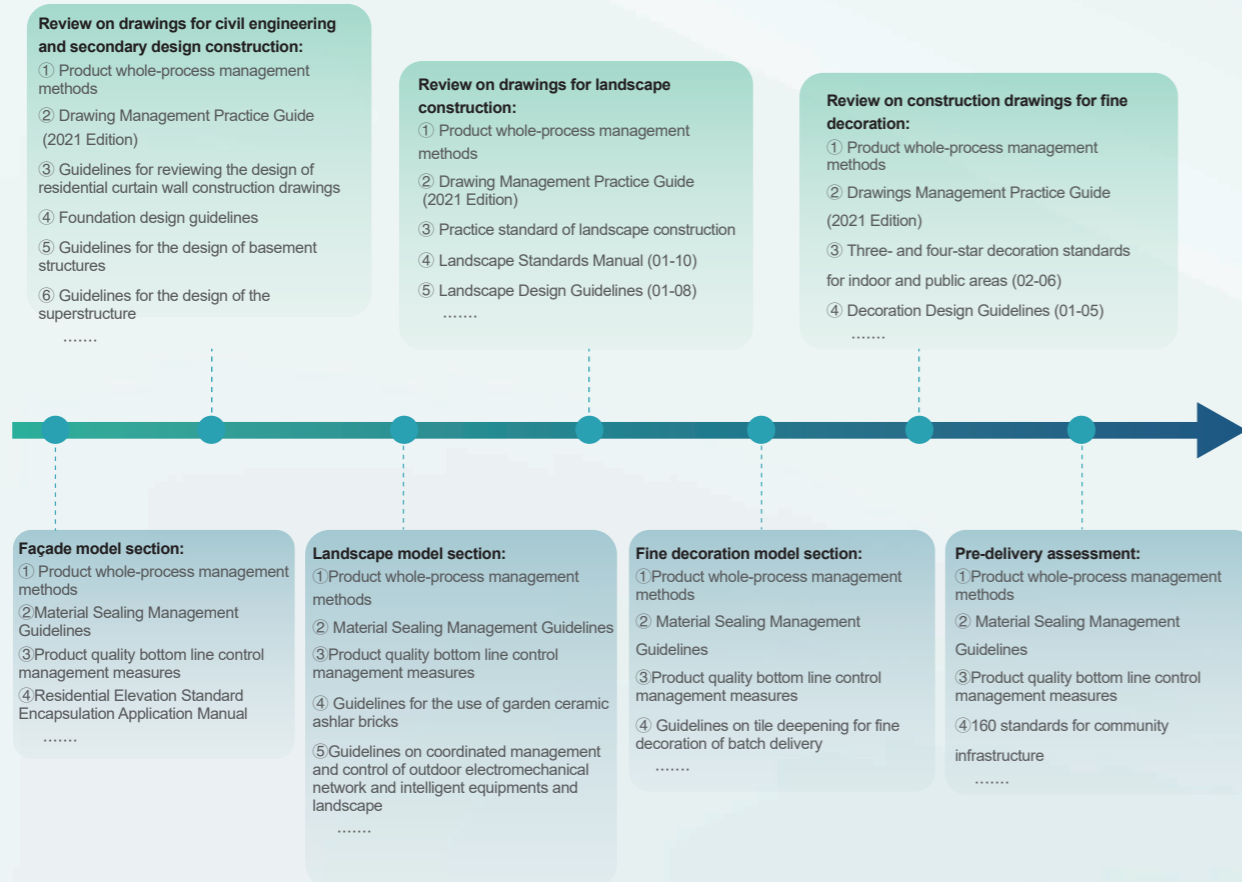 Review on drawings for civil engineering
and secondary design construction:
① Product whole-process management
methods
② Drawing Management Practice Guide
(2021 Edition)
③ Guidelines for reviewing the design of
residential curtain wall construction drawings
④ Foundation design guidelines
⑤ Guidelines for the design of basement
structures
⑥ Guidelines for the design of the
superstructure
.......
Review on drawings for landscape
construction:
① Product whole-process management
methods
② Drawing Management Practice Guide
(2021 Edition)
③ Practice standard of landscape construction
④ Landscape Standards Manual (01-10)
⑤ Landscape Design Guidelines (01-08)
.......
Review on construction drawings for fine
decoration:
① Product whole-process management
methods
② Drawings Management Practice Guide
(2021 Edition)
③ Three- and four-star decoration standards
for indoor and public areas (02-06)
④ Decoration Design Guidelines (01-05)
.......
Façade model section:
① Product whole-process management
methods
②Material Sealing Management
Guidelines
③Product quality bottom line control
management measures
④Residential Elevation Standard
Encapsulation Application Manual
.......
Landscape model section:
①Product whole-process management
methods
② Material Sealing Management Guidelines
③Product quality bottom line control
management measures
④ Guidelines for the use of garden ceramic
ashlar bricks
⑤Guidelines on coordinated management
and control of outdoor electromechanical
network and intelligent equipments and
landscape
.......
Fine decoration model section:
①Product whole-process management
methods
② Material Sealing Management
Guidelines
③Product quality bottom line control
management measures
④ Guidelines on tile deepening for fine
decoration of batch delivery
.......
Pre-delivery assessment:
①Product whole-process management
methods
② Material Sealing Management
Guidelines
③Product quality bottom line control
management measures
④160 standards for community
infrastructure
.......